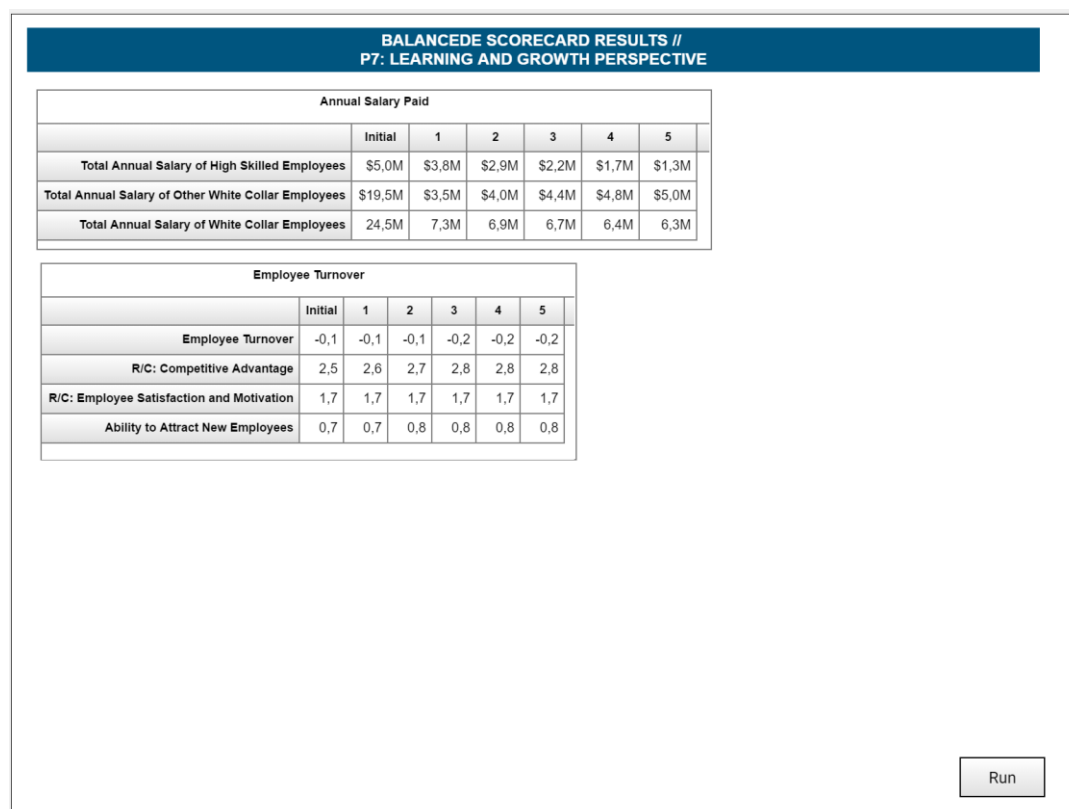 BALANCEDE SCORECARD RESULTS //
P7: LEARNING AND GROWTH PERSPECTIVE
Annual Salary Paid
Initial 1 2 3 4 5
Total Annual Salary of High Skilled Employees $5,0M $3,8M $2,9M $2,2M $1,7M $1,3M
Total Annual Salary of Other White Collar Employees $19,5M $3,5M $4,0M $4,4M $4,8M $5,0M
Total Annual Salary of White Collar Employees 24,5M 7,3M 6,9M 6,7M 6,4M 6,3M
Employee Turnover
Initial 1 2 3 4 5
Employee Turnover -0,1 -0,1 -0,1 -0,2 -0,2 -0,2
R/C: Competitive Advantage 2,5 2,6 2,7 2,8 2,8 2,8
R/C: Employee Satisfaction and Motivation 1,7 1,7 1,7 1,7 1,7 1,7
Ability to Attract New Employees 0,7 0,7 0,8 0,8 0,8 0,8
Run